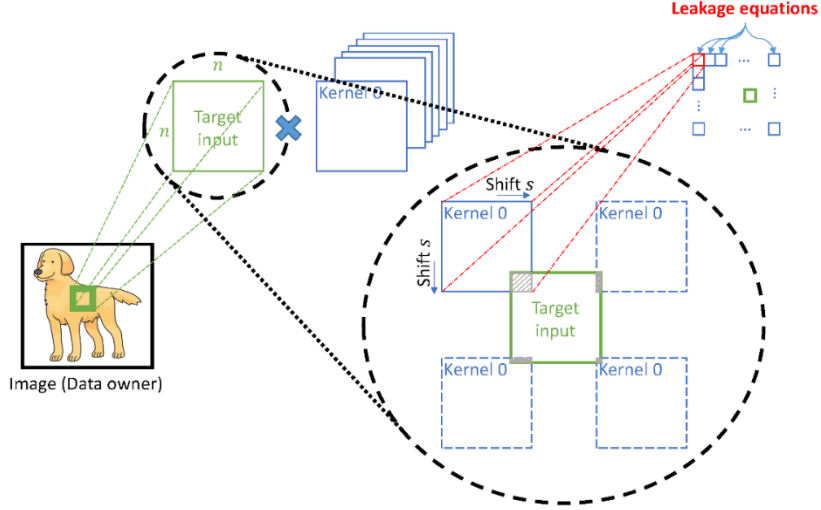 Leakage equations
n
Kernel 0
n
Target
input
...
...
Shift s
Kernel 0
Kernel 0
Shift s
Target
input
Kernel 0
Kernel 0
Image (Data owner)